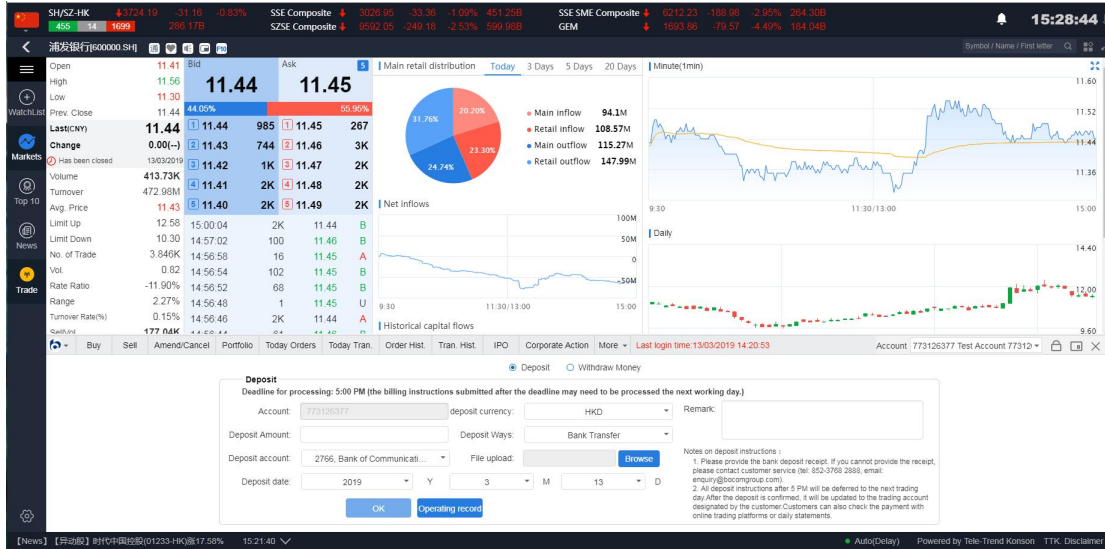 SH/SZ-HK 3724.19 -31.16 -0.83% SSE Composite 3026.95 -33.36 -1.09% 451.25B SSE SME Composite 6212.23 -188.98 -2.95% 264.30B
455 14 1699 286.17B SZSE Composite 9592.05 -249.18 -2.53% 599.98B GEM 1693.86 -79.57 -4.49% 184.04B
15:28:44
浦发银行[600000.SH] F10
Symbol / Name / First letter
WatchList
Markets
Top 10
News
Trade
Open 11.41
High 11.56
Low 11.30
Prev. Close 11.44
Last(CNY) 11.44
Change 0.00(--)
Has been closed 13/03/2019
Volume 413.73K
Turnover 472.98M
Avg. Price 11.43
Limit Up 12.58
Limit Down 10.30
No. of Trade 3.846K
Vol. 0.82
Rate Ratio -11.90%
Range 2.27%
Turnover Rate(%) 0.15%
Sell/Vol 177.04K
Bid Ask 5
11.44 11.45
44.05% 55.95%
1 11.44 985 1 11.45 267
2 11.43 744 2 11.46 3K
3 11.42 1K 3 11.47 2K
4 11.41 2K 4 11.48 2K
5 11.40 2K 5 11.49 2K
15:00:04 2K 11.44 B
14:57:02 100 11.46 B
14:56:58 16 11.45 A
14:56:54 102 11.45 B
14:56:52 68 11.45 B
14:56:48 1 11.45 U
14:56:46 2K 11.44 A
14:56:44 61 11.46 B
Main retail distribution Today 3 Days 5 Days 20 Days
20.20%
31.76%
23.30%
24.74%
Main inflow 94.1M
Retail inflow 108.57M
Main outflow 115.27M
Retail outflow 147.99M
Net inflows
100M
50M
0
-50M
9:30 11:30/13:00 15:00
Historical capital flows
Minute(1min)
11.60
11.52
11.44
11.36
9:30 11:30/13:00 15:00
Daily
14.40
12.00
9.60
Buy Sell Amend/Cancel Portfolio Today Orders Today Tran. Order Hist. Tran. Hist. IPO Corporate Action More Last login time:13/03/2019 14:20:53 Account 773126377 Test Account 77312
Deposit Withdraw Money
Deposit
Deadline for processing: 5:00 PM (the billing instructions submitted after the deadline may need to be processed the next working day.)
Account: 773126377 deposit currency: HKD Remark:
Deposit Amount: Deposit Ways: Bank Transfer
Deposit account: 2766, Bank of Communicati... File upload: Browse
Deposit date: 2019 Y 3 M 13 D
OK Operating record
Notes on deposit instructions :
1. Please provide the bank deposit receipt. If you cannot provide the receipt,
please contact customer service (tel: 852-3768 2888, email:
enquiry@bocomgroup.com).
2. All deposit instructions after 5 PM will be deferred to the next trading
day.After the deposit is confirmed, it will be updated to the trading account
designated by the customer.Customers can also check the payment with
online trading platforms or daily statements.
【News】【异动股】时代中国控股(01233-HK)涨17.58% 15:21:40 Auto(Delay) Powered by Tele-Trend Konson TTK. Disclaimer